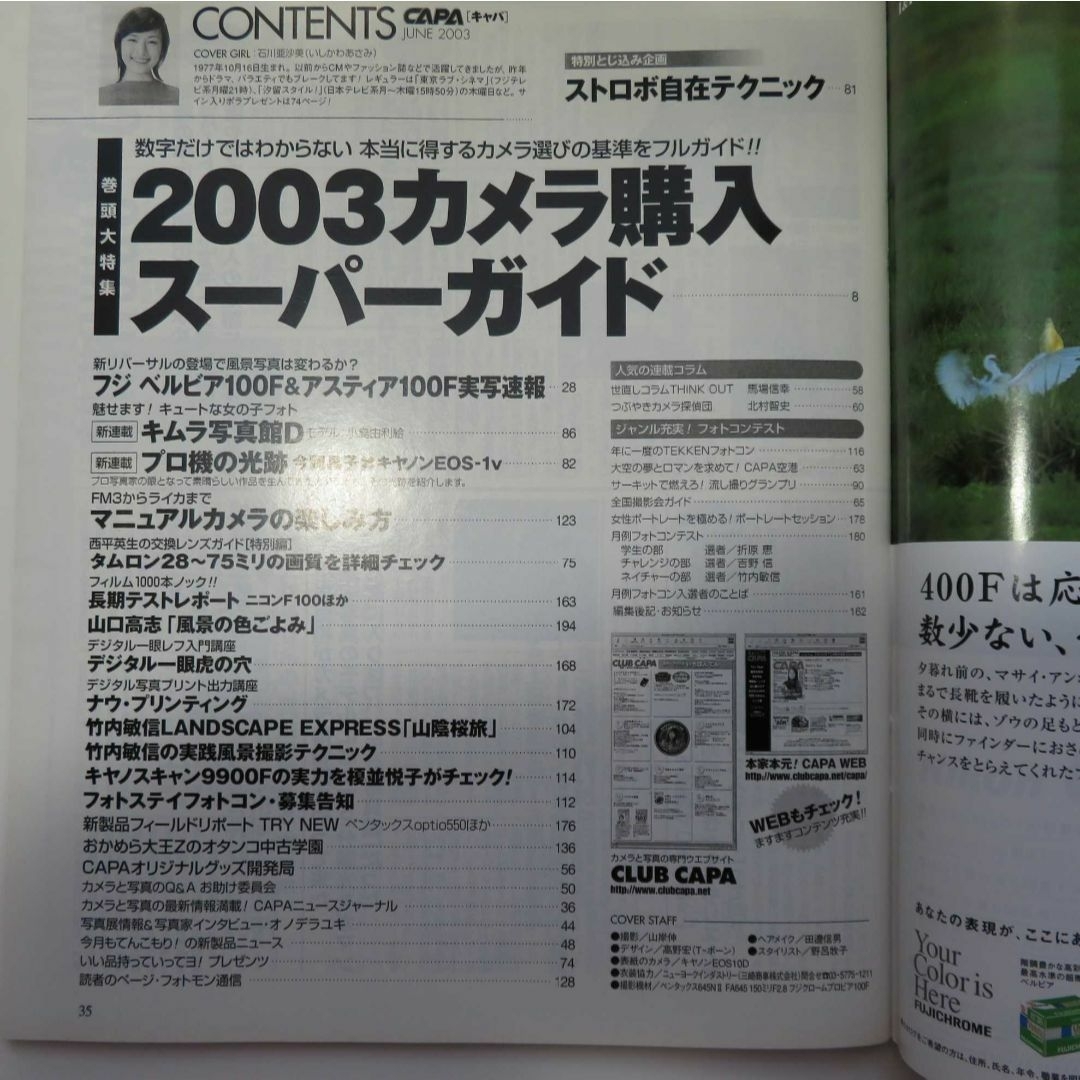 CONTENTS CAPA[キャパ]
JUNE 2003
COVER GIRL:石川亜沙美(いしかわあさみ)
1977年10月16日生まれ。以前からCMやファッション誌などで活躍してきましたが、昨年
からドラマ、バラエティでもブレークしてます!レギュラーは「東京ラブ・シネマ」(フジテレ
ビ系月曜21時)、「汐留スタイル!」(日本テレビ系月〜木曜15時50分)の木曜日など。サ
イン入りポラプレゼントは74ページ!
特別とじ込み企画
ストロボ自在テクニック 81
巻頭大特集
数字だけではわからない 本当に得するカメラ選びの基準をフルガイド!!
2003カメラ購入
スーパーガイド 8
新リバーサルの登場で風景写真は変わるか?
フジ ベルビア100F&アスティア100F実写速報 28
魅せます! キュートな女の子フォト
新連載 キムラ写真館D 86
新連載 プロ機の光跡 キヤノンEOS-1v 82
FM3からライカまで
マニュアルカメラの楽しみ方 123
西平英生の交換レンズガイド[特別編]
タムロン28〜75ミリの画質を詳細チェック 75
フィルム1000本ノック!!
長期テストレポート ニコンF100ほか 163
山口高志「風景の色ごよみ」 194
デジタル一眼レフ入門講座
デジタル一眼虎の穴 168
デジタル写真プリント出力講座
ナウ・プリンティング 172
竹内敏信LANDSCAPE EXPRESS「山陰桜旅」 104
竹内敏信の実践風景撮影テクニック 110
キヤノスキャン9900Fの実力を榎並悦子がチェック! 114
フォトステイフォトコン・募集告知 112
新製品フィールドリポート TRY NEW ペンタックスoptio550ほか 176
おかめら大王Zのオタンコ中古学園 136
CAPAオリジナルグッズ開発局 56
カメラと写真のQ&A お助け委員会 50
カメラと写真の最新情報満載! CAPAニュースジャーナル 36
写真展情報&写真家インタビュー・オノデラユキ 44
今月もてんこもり! の新製品ニュース 48
いい品持っていってヨ! プレゼンツ 74
読者のページ・フォトモン通信 128
35
人気の連載コラム
世直しコラムTHINK OUT 馬場信幸 58
つぶやきカメラ探偵団 北村智史 60
ジャンル充実! フォトコンテスト
年に一度のTEKKENフォトコン 116
大空の夢とロマンを求めて! CAPA空港 63
サーキットで燃えろ! 流し撮りグランプリ 90
全国撮影会ガイド 65
女性ポートレートを極める! ポートレートセッション 178
月例フォトコンテスト 180
学生の部 選者/折原 恵
チャレンジの部 選者/吉野 信
ネイチャーの部 選者/竹内敏信
月例フォトコン入選者のことば 161
編集後記・お知らせ 162
CLUB CAPA
本家本元! CAPA WEB
http://www.clubcapa.net/capa/
WEBもチェック!
ますますコンテンツ充実!!
カメラと写真の専門ウエブサイト
CLUB CAPA
http://www.clubcapa.net
COVER STAFF
●撮影/山岸伸 ●ヘアメイク/田邊信男
●デザイン/高野宏(T-ボーン) ●スタイリスト/野呂牧子
●表紙のカメラ/キヤノンEOS10D
●衣装協力/ニューヨークインダストリー(三崎商事株式会社)問合せ☎03-5775-1211
●撮影機材/ペンタックス645NⅡ FA645 150ミリF2.8 フジクロームプロビア100F
400Fは応
数少ない、
夕暮れ前の、マサイ・アン
まるで長靴を履いたように
その横には、ゾウの足もと
同時にファインダーにおさ
チャンスをとらえてくれた
あなたの表現が、ここにあ
Your
Color is
Here
FUJICHROME
階調豊かな高彩
最高水準の超微
ベルビア